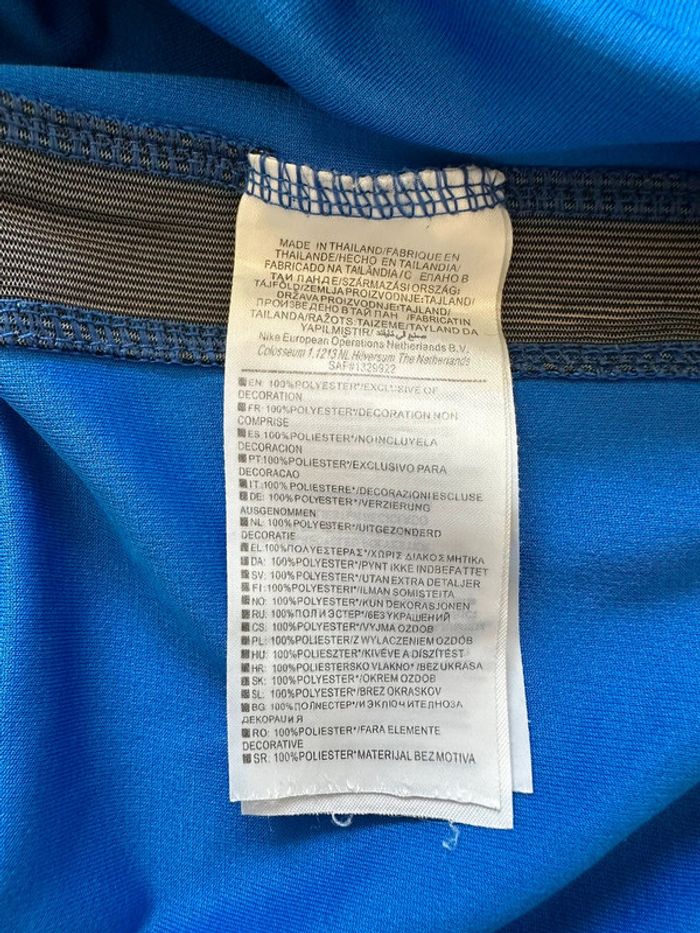 MADE IN THAILAND/FABRIQUE EN
THAILANDE/HECHO EN TAILANDIA/
FABRICADO NA TAILÂNDIA/С ЕЛАНО В
ТАЙ ЛАНДЕ/SZÁRMAZÁSI ORSZÁG:
TAJFÖLD/ZEMLJA PROIZVODNJE:TAJLAND/
DRŽAVA PROIZVODNJE:TAJLAND/
ПРОИЗВЕДЕНО В ТАЙ ЛАН /FABRICAT IN
TAILANDA/RAŽOTS TAIZEME/TAYLAND DA
YAPILMIŞTIR/
Nike European Operations Netherlands B.V.
Colosseum 1, 1213 NL Hilversum The Netherlands
SAF#1329922
EN: 100%POLYESTER*/EXCLUSIVE OF
DECORATION
FR: 100%POLYESTER*/DECORATION NON
COMPRISE
ES:100%POLIESTER*/NO INCLUYE LA
DECORACION
PT:100%POLIESTER*/EXCLUSIVO PARA
DECORACAO
IT:100%POLIESTERE*/DECORAZIONI ESCLUSE
DE: 100%POLYESTER*/VERZIERUNG
AUSGENOMMEN
NL: 100%POLYESTER*/UITGEZONDERD
DECORATIE
EL:100%ΠΟΛΥΕΣΤΕΡΑΣ*/ΧΩΡΙΣ ΔΙΑΚΟΣΜΗΤΙΚΑ
DA: 100%POLYESTER*/PYNT IKKE INDBEFATTET
SV: 100%POLYESTER*/UTAN EXTRA DETALJER
FI: 100%POLYESTERI*/ILMAN SOMISTEITA
NO: 100%POLYESTER*/KUN DEKORASJONEN
RU: 100%ПОЛИЭСТЕР*/БЕЗ УКРАШЕНИЙ
CS: 100%POLYESTER*/VYJMA OZDOB
PL: 100%POLIESTER/Z WYLACZENIEM OZDÓB
HU: 100%POLIESZTER*/KIVÉVE A DÍSZÍTÉST
HR: 100%POLIESTERSKO VLAKNO*/BEZ UKRASA
SK: 100%POLYESTER*/OKREM OZDOB
SL: 100%POLIESTER*/BREZ OKRASKOV
BG: 100%ПОЛИЕСТЕР*/ИЗКЛЮЧИТЕЛНО ЗА
ДЕКОРАЦИЯ
RO: 100%POLIESTER*/FARA ELEMENTE
DECORATIVE
SR: 100%POLIESTER*MATERIJAL BEZ MOTIVA